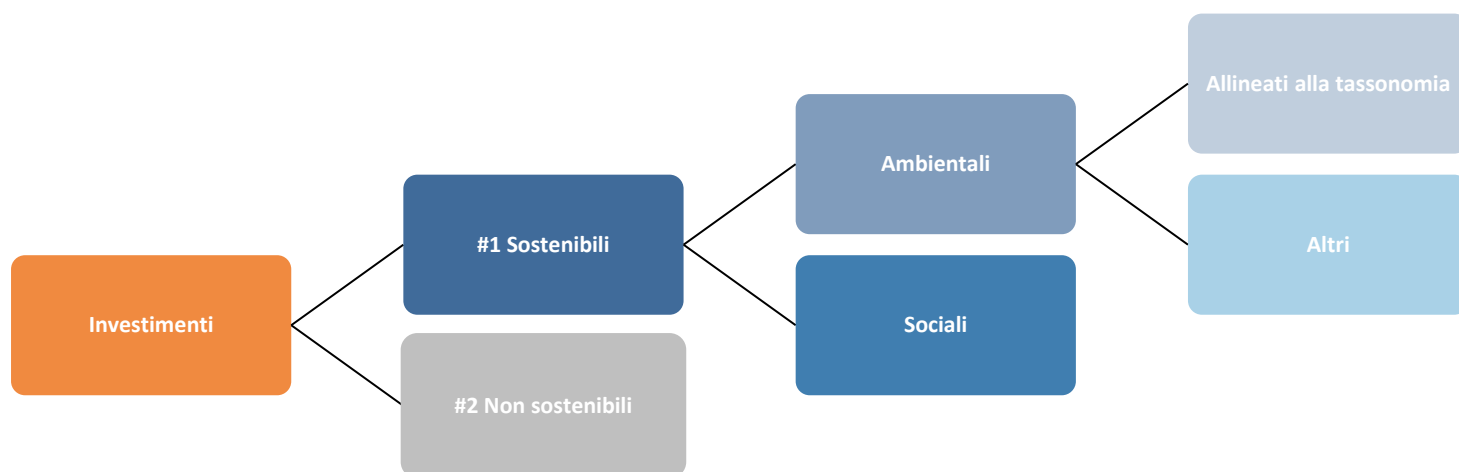 Investimenti
#1 Sostenibili
#2 Non sostenibili
Ambientali
Sociali
Allineati alla tassonomia
Altri